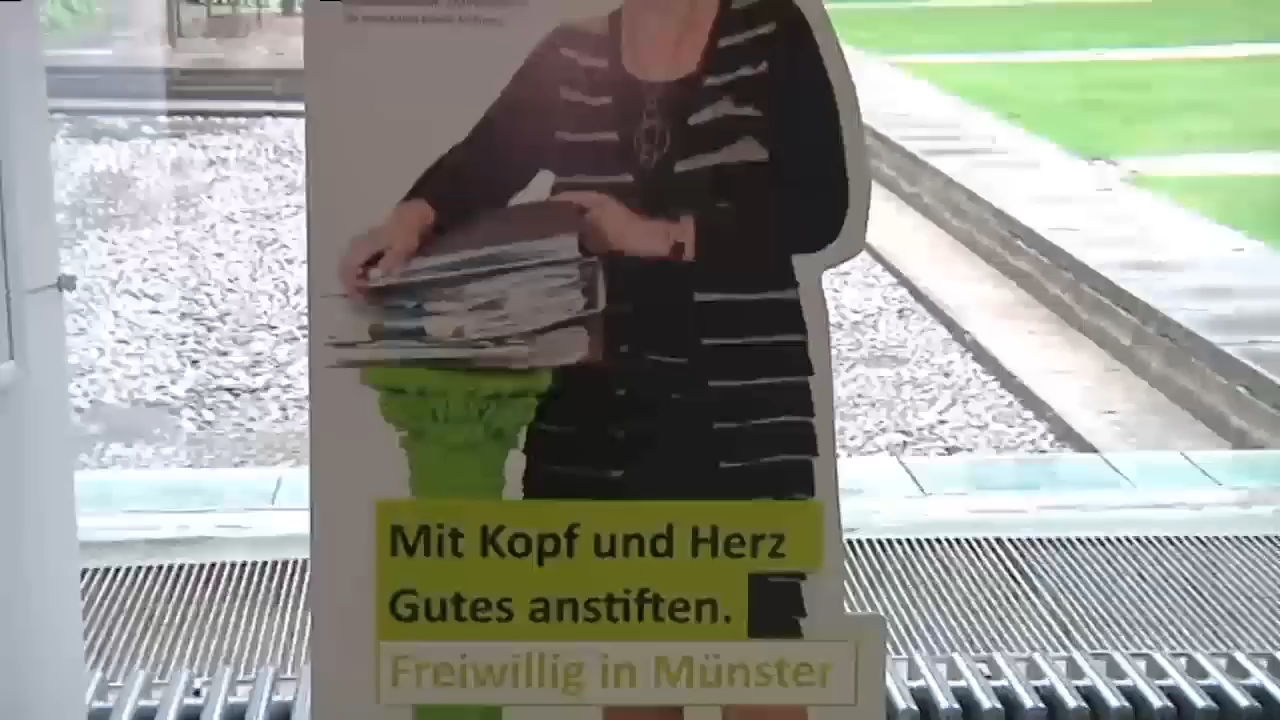 Mit Kopf und Herz
Gutes anstiften.
Freiwillig in Münster